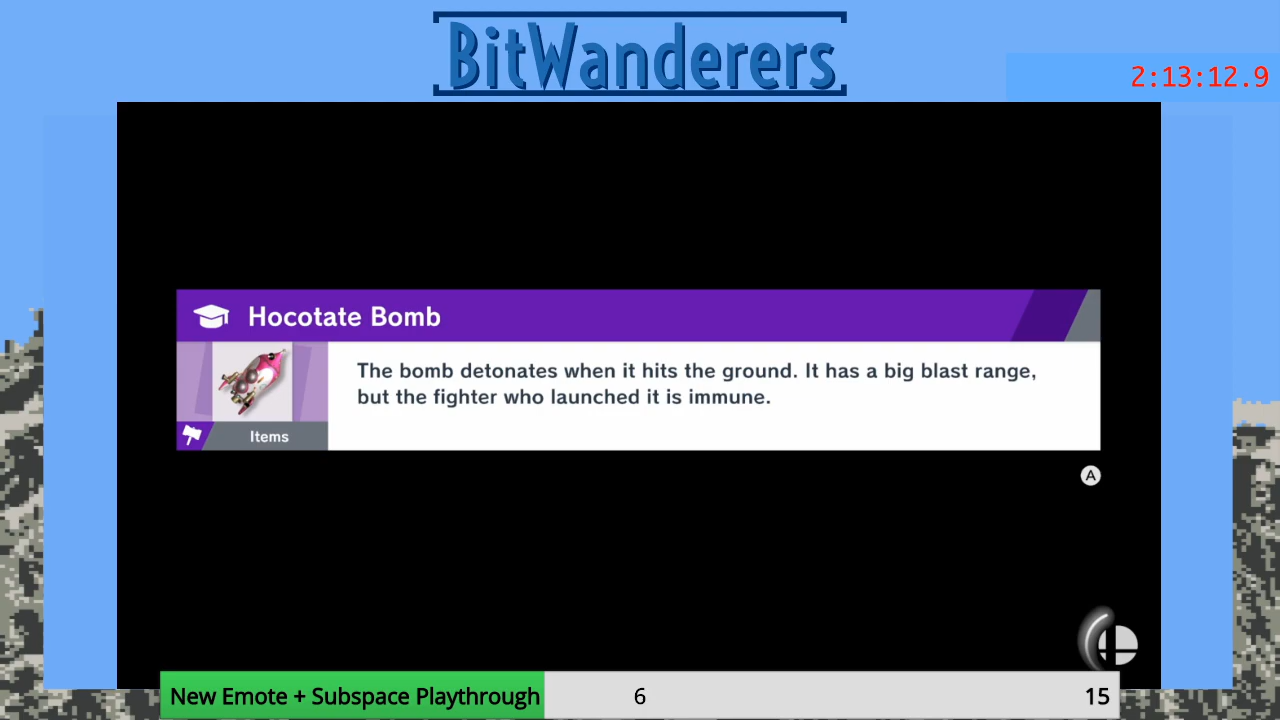 BitWanderers
2:13:12.9
Hocotate Bomb
The bomb detonates when it hits the ground. It has a big blast range,
but the fighter who launched it is immune.
Items
A
New Emote + Subspace Playthrough 6 15